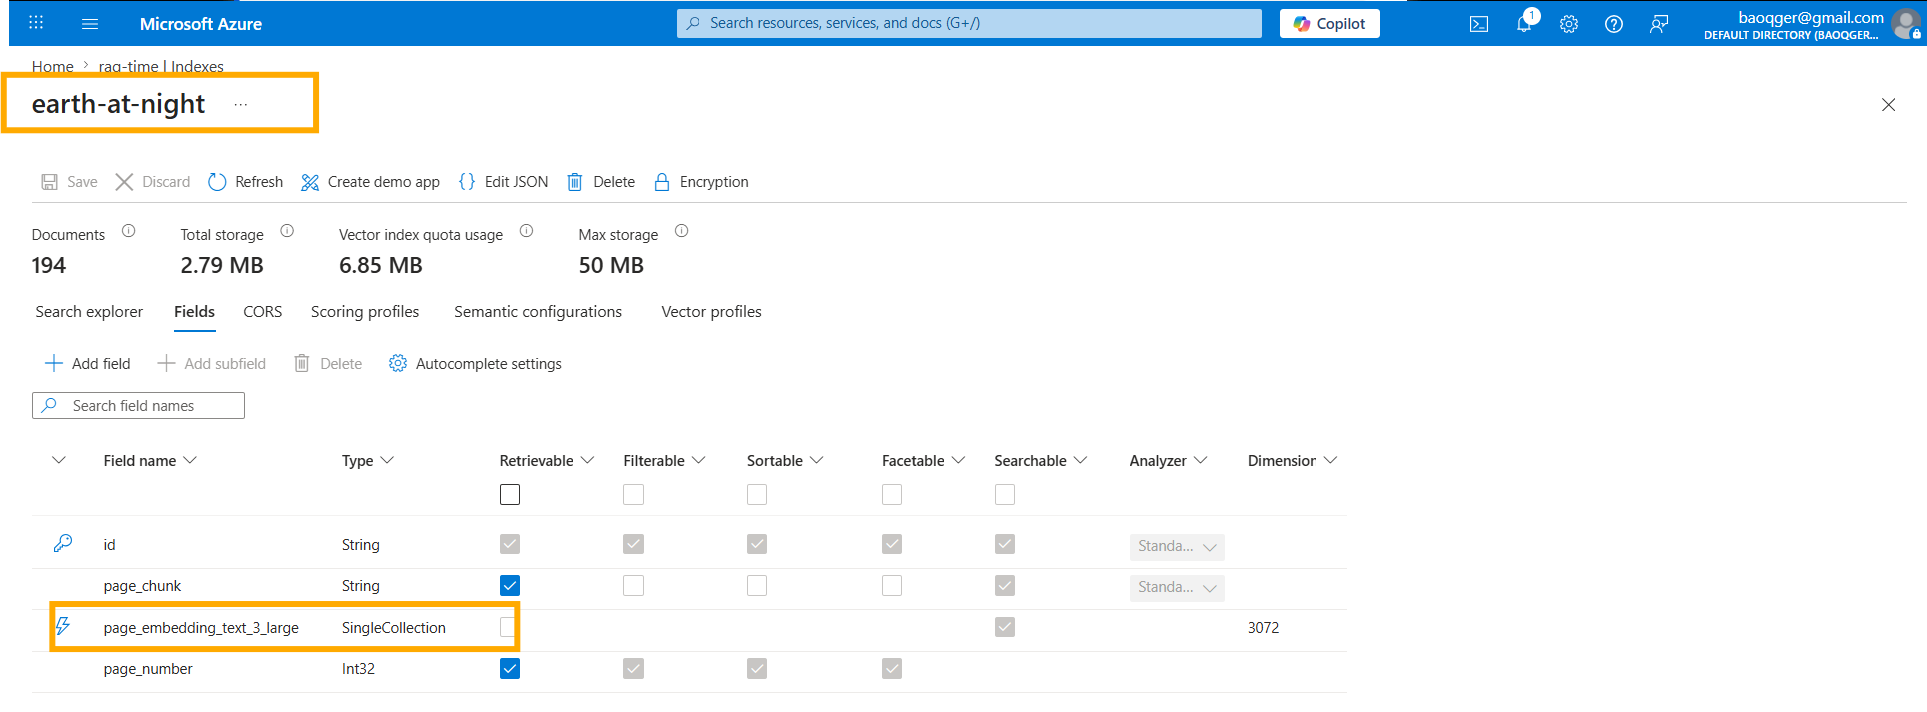 Microsoft Azure
Search resources, services, and docs (G+/)
Copilot
1
baoqger@gmail.com
DEFAULT DIRECTORY (BAOQGER...
Home > rag-time | Indexes
earth-at-night ...
Save Discard Refresh Create demo app {} Edit JSON Delete Encryption
Documents Total storage Vector index quota usage Max storage
194 2.79 MB 6.85 MB 50 MB
Search explorer Fields CORS Scoring profiles Semantic configurations Vector profiles
Add field Add subfield Delete Autocomplete settings
Search field names
Field name Type Retrievable Filterable Sortable Facetable Searchable Analyzer Dimension
id String Standa...
page_chunk String Standa...
page_embedding_text_3_large SingleCollection 3072
page_number Int32